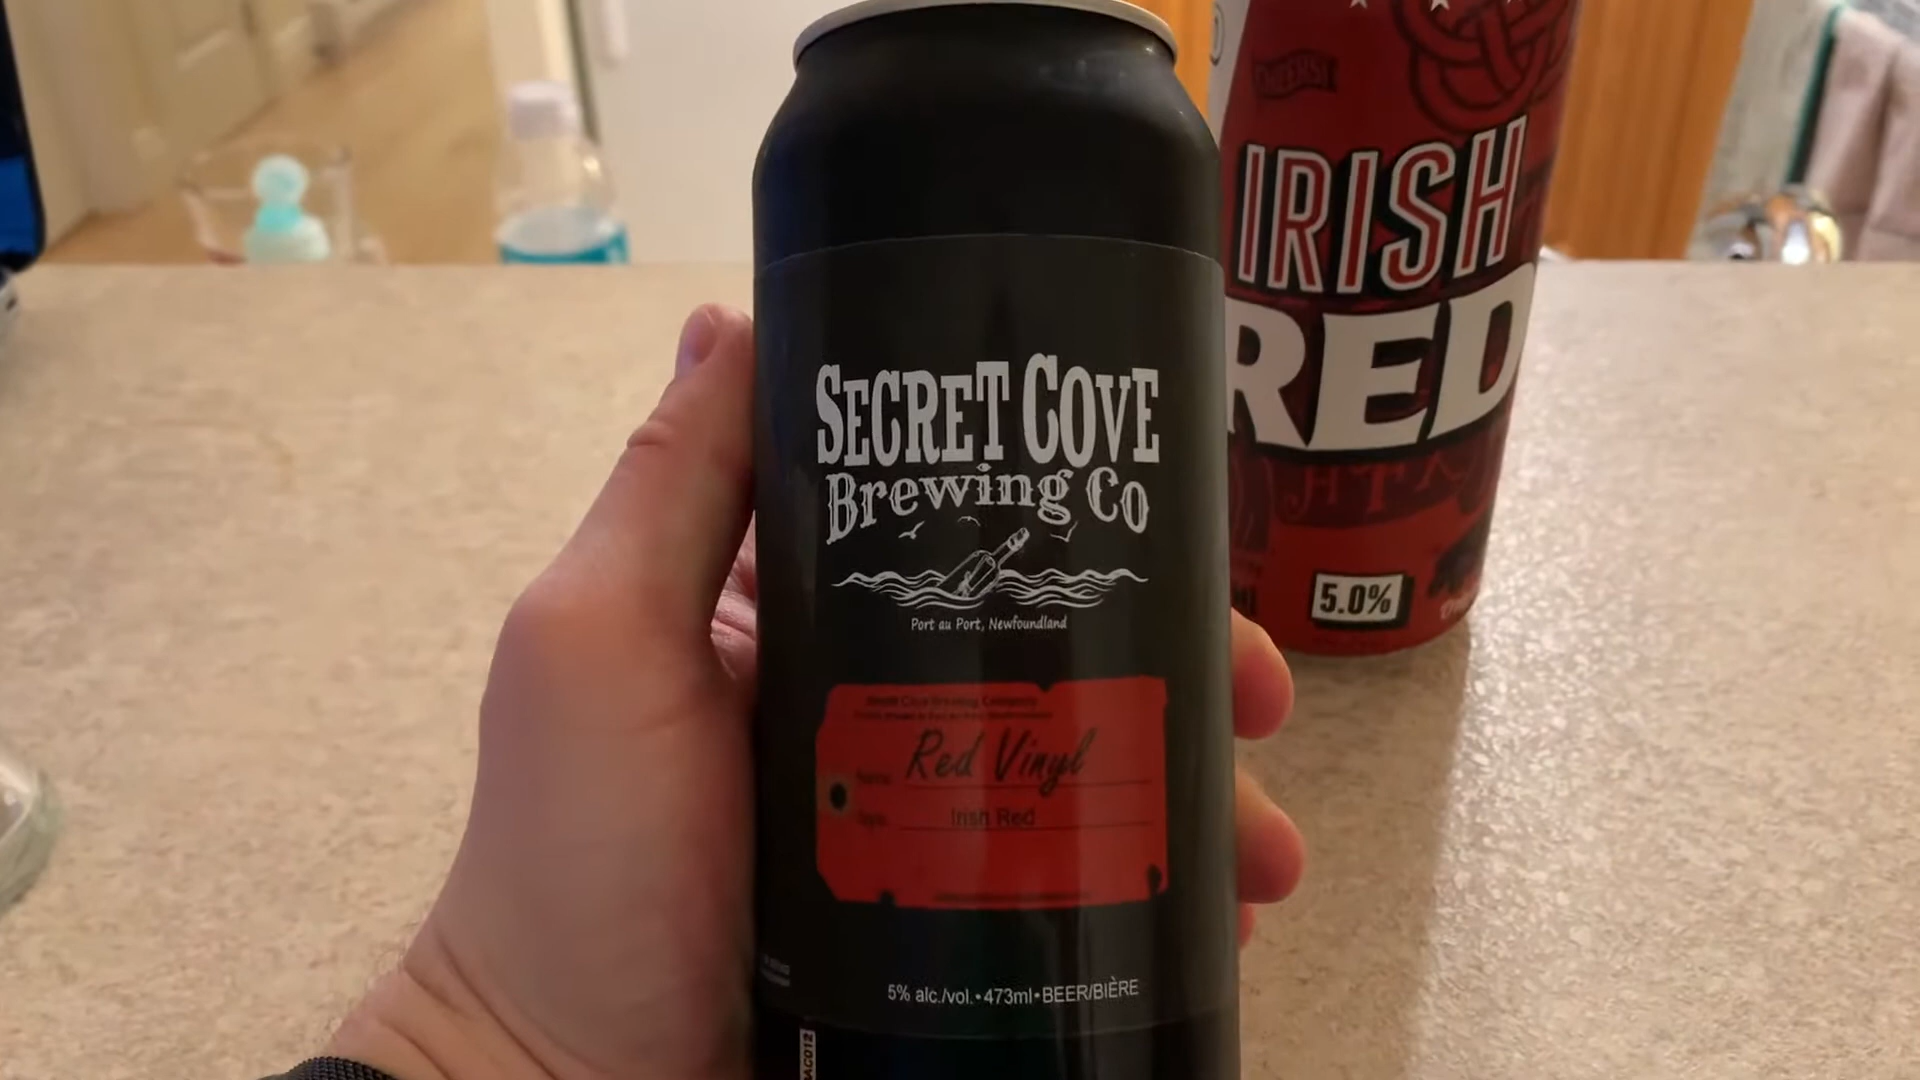 SECRET COVE
Brewing Co
Port au Port, Newfoundland
Red Vinyl
Irish Red
5% alc./vol.•473ml•BEER/BIÈRE
CHEERS!
IRISH
RED
5.0%